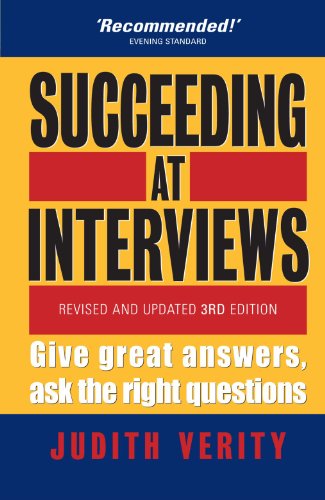 'Recommended!'
EVENING STANDARD
SUCCEEDING
AT
INTERVIEWS
REVISED AND UPDATED 3RD EDITION
Give great answers,
ask the right questions
JUDITH VERITY